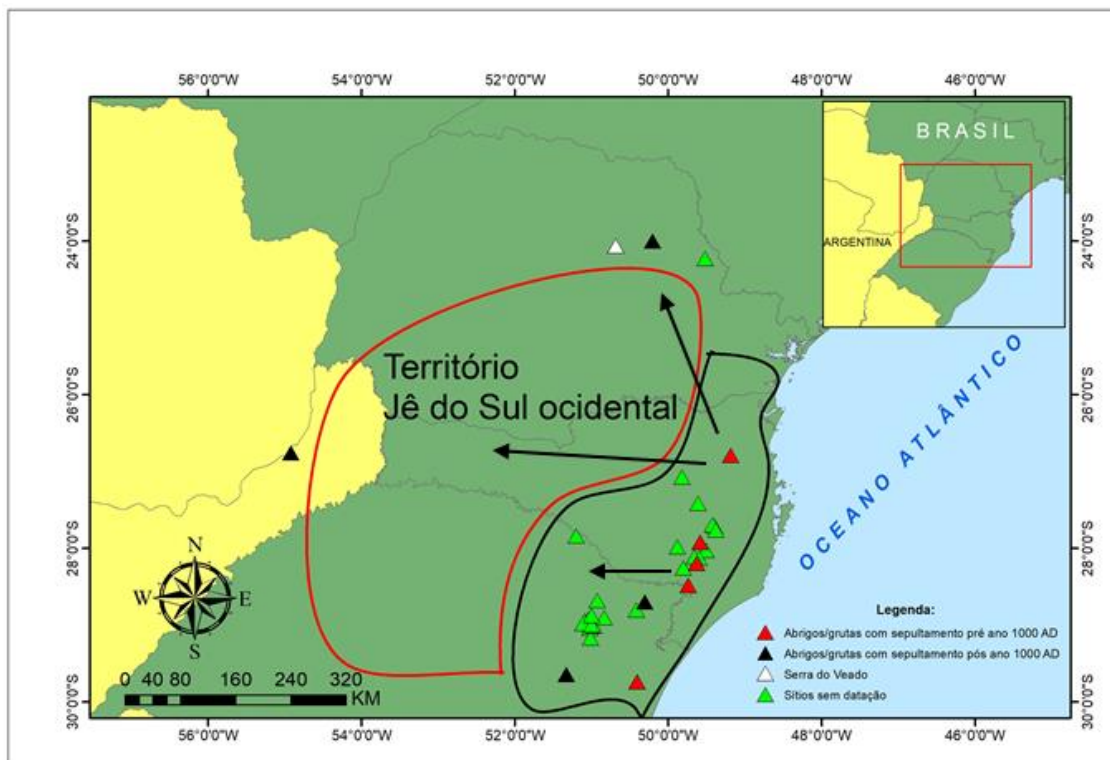 56°0'0"W 54°0'0"W 52°0'0"W 50°0'0"W 48°0'0"W 46°0'0"W
BRASIL
ARGENTINA
24°0'0"S
24°0'0"S
Território
Jê do Sul ocidental
26°0'0"S
26°0'0"S
OCEANO ATLÂNTICO
28°0'0"S
28°0'0"S
N
W E
S
Legenda:
Abrigos/grutas com sepultamento pré ano 1000 AD
Abrigos/grutas com sepultamento pós ano 1000 AD
Serra do Veado
Sítios sem datação
0 40 80 160 240 320
KM
30°0'0"S
30°0'0"S
56°0'0"W 54°0'0"W 52°0'0"W 50°0'0"W 48°0'0"W 46°0'0"W